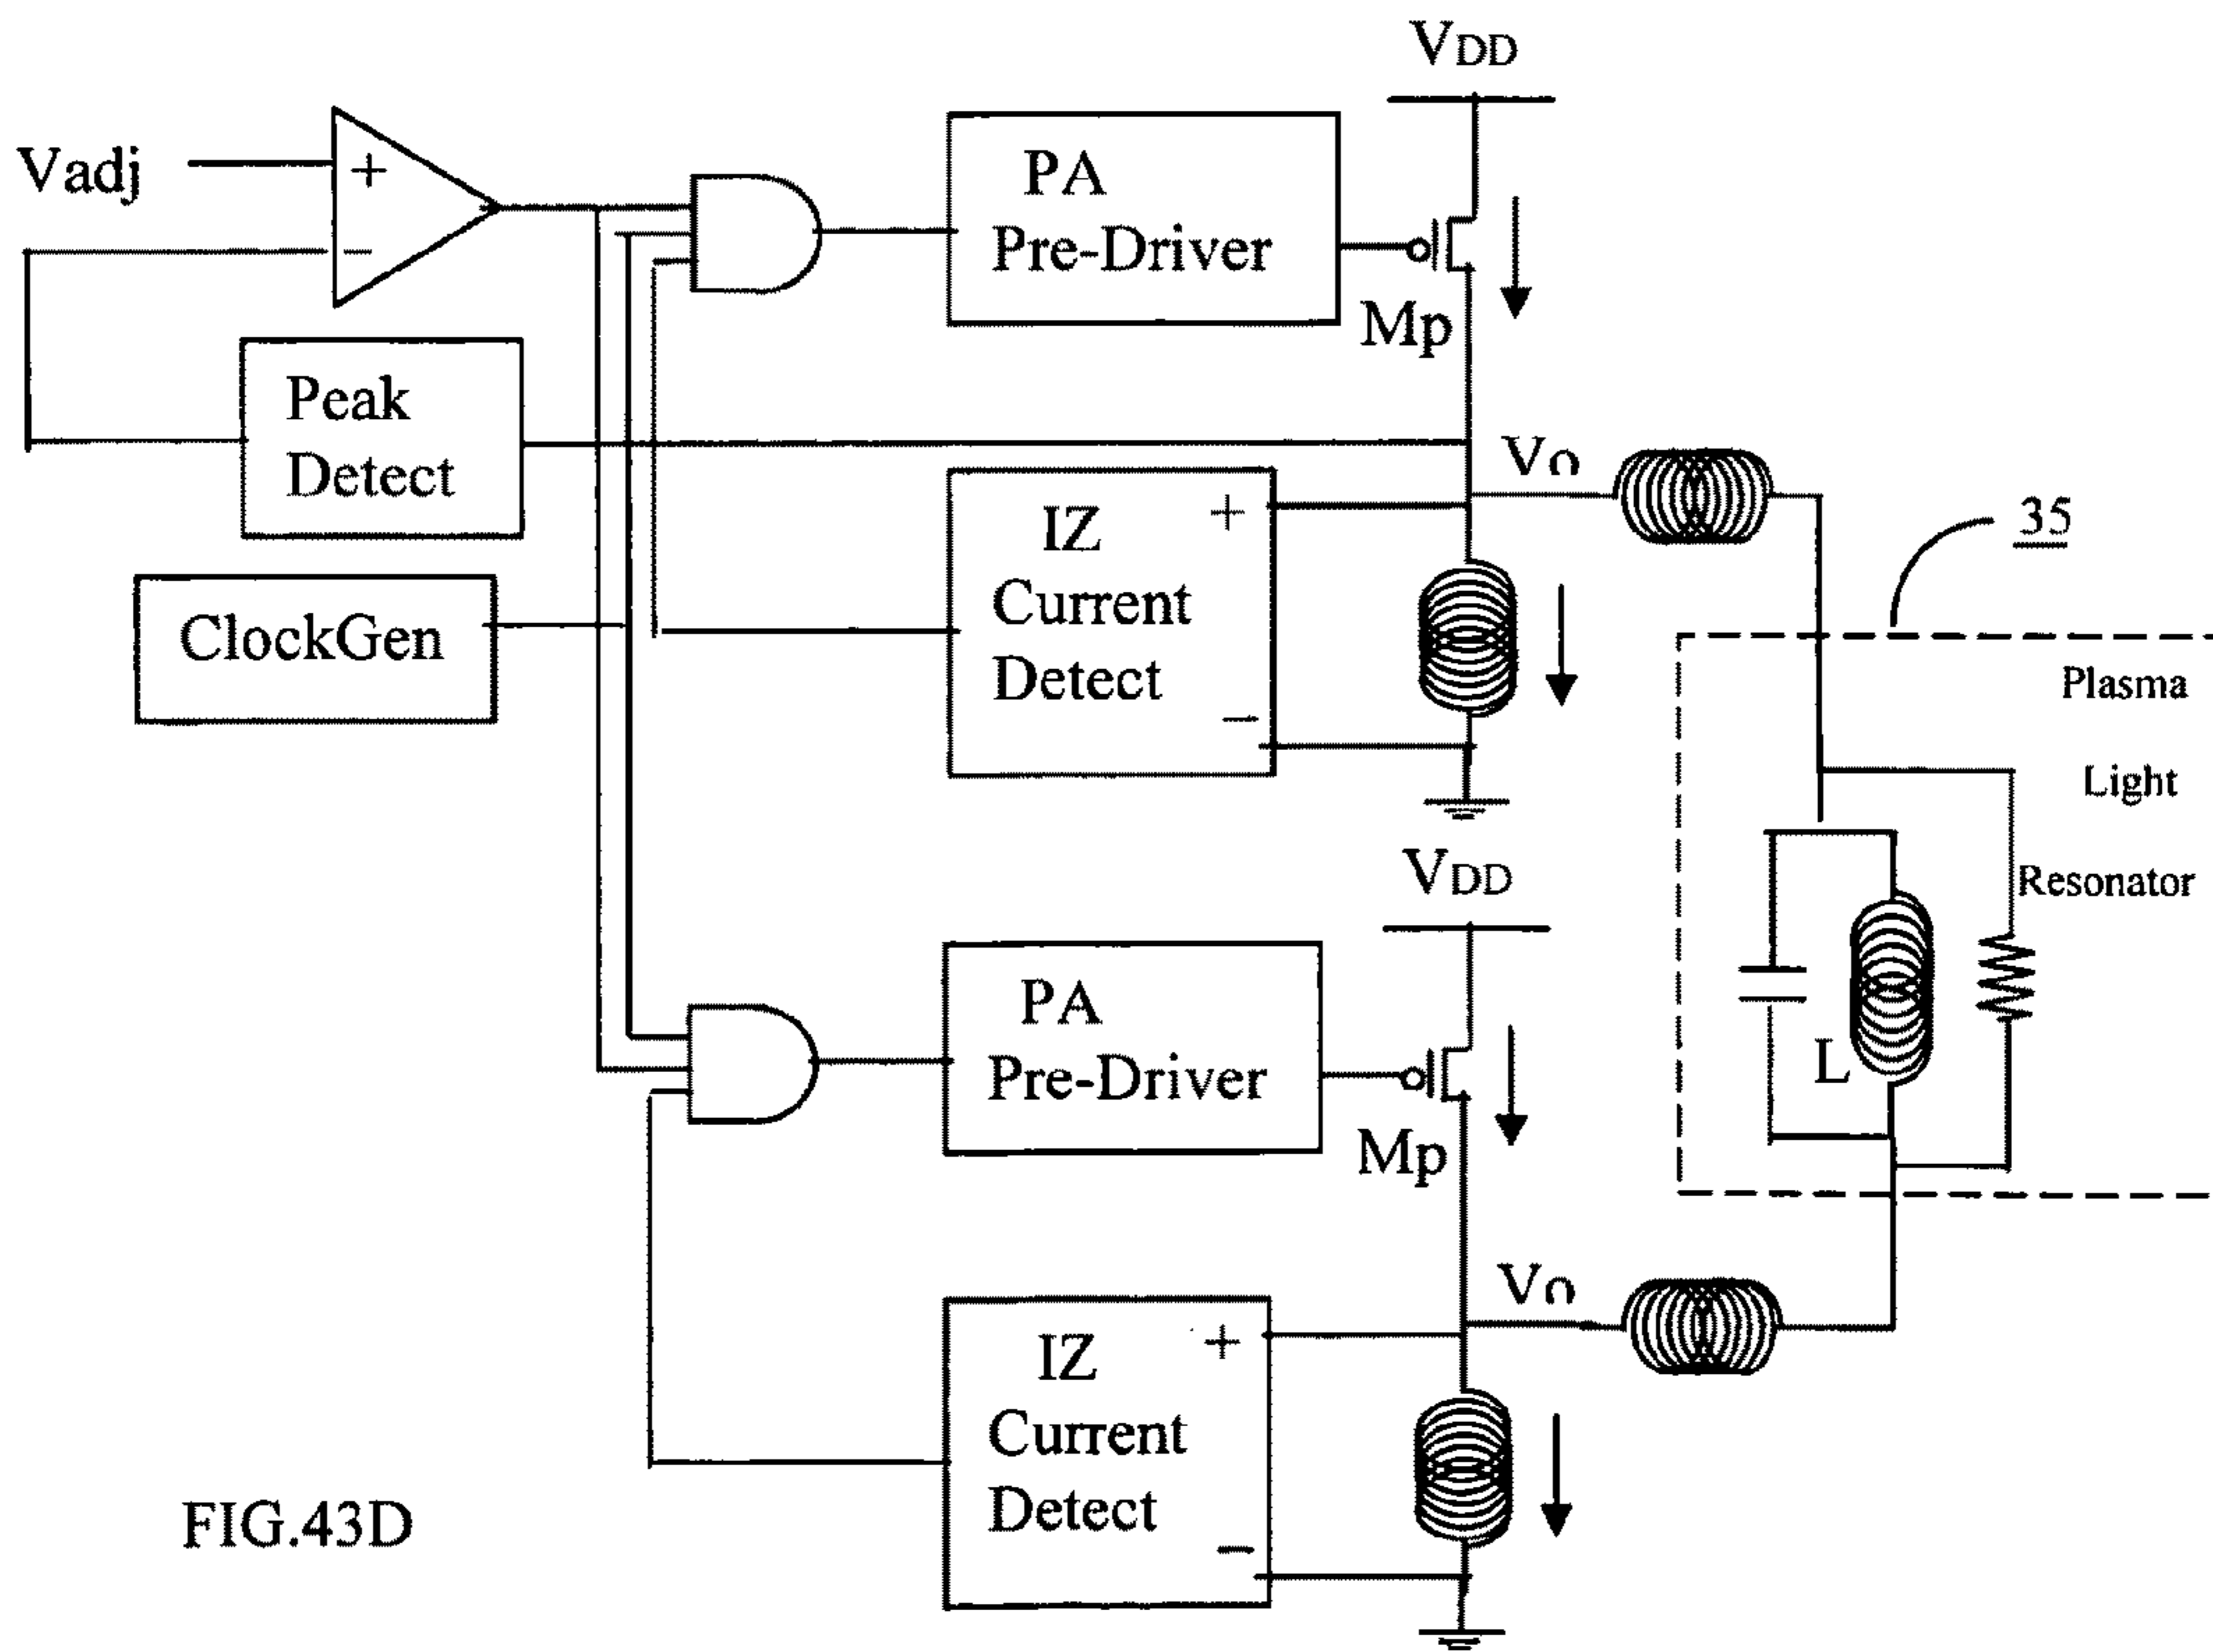 VDD
Vadj
+
−
PA
Pre-Driver
Mp
Peak
Detect
Vo
IZ
Current
Detect
+
−
35
ClockGen
Plasma
Light
Resonator
L
VDD
PA
Pre-Driver
Mp
Vo
IZ
Current
Detect
+
−
FIG.43D